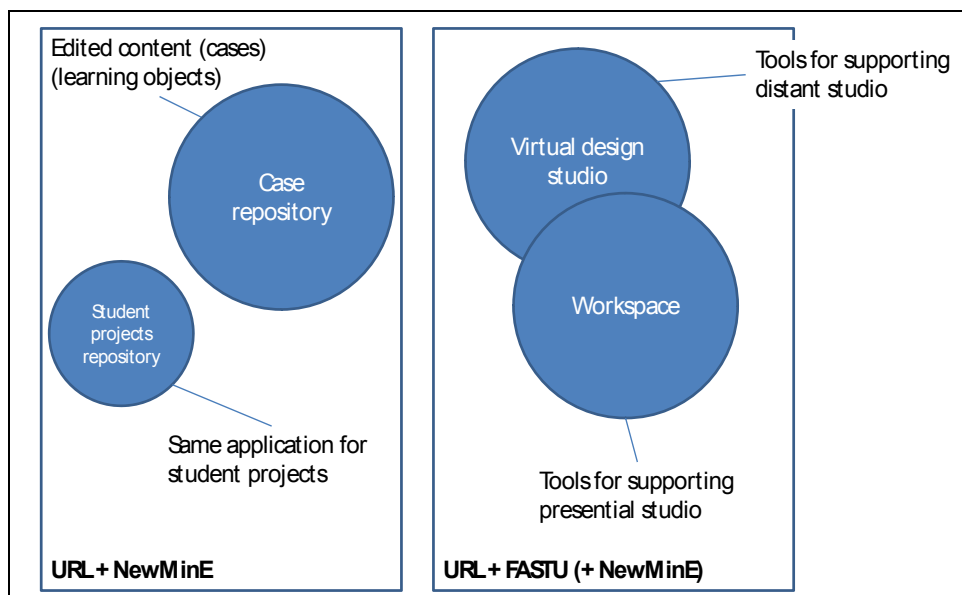 Edited content (cases)
(learning objects)
Case
repository
Student
projects
repository
Same application for
student projects
URL + NewMinE
Tools for supporting
distant studio
Virtual design
studio
Workspace
Tools for supporting
presential studio
URL + FASTU (+ NewMinE)